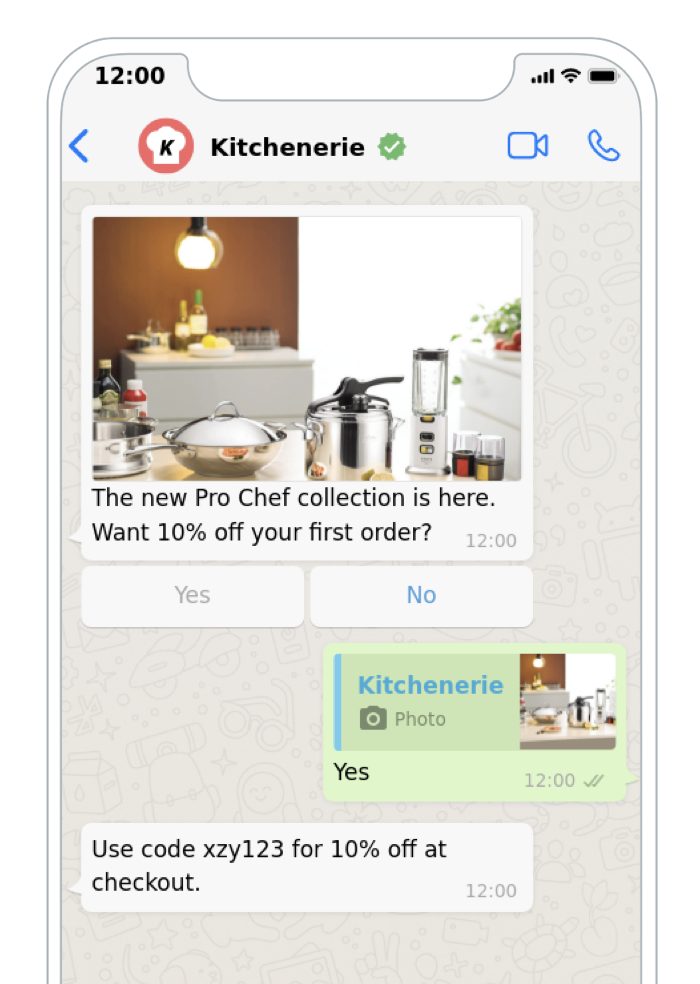 12:00
K Kitchenerie
The new Pro Chef collection is here.
Want 10% off your first order?
12:00
Yes No
Kitchenerie
Photo
Yes
12:00
Use code xzy123 for 10% off at
checkout.
12:00